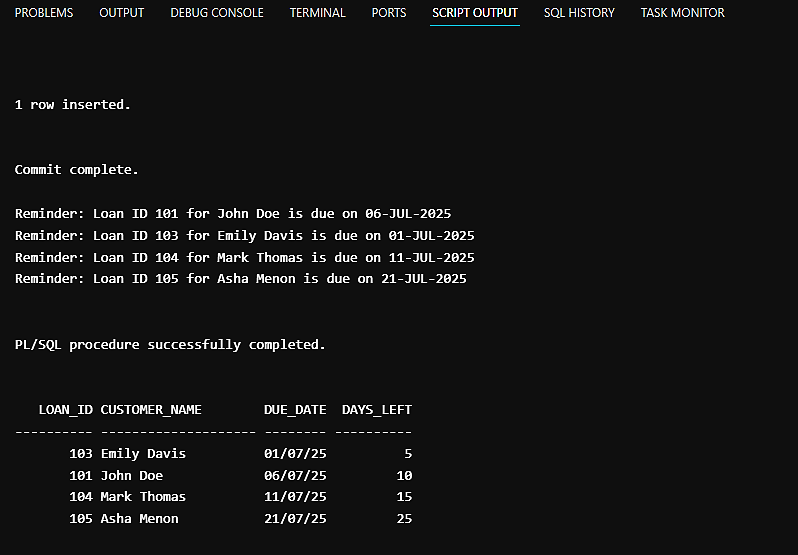 PROBLEMS OUTPUT DEBUG CONSOLE TERMINAL PORTS SCRIPT OUTPUT SQL HISTORY TASK MONITOR
1 row inserted.
Commit complete.
Reminder: Loan ID 101 for John Doe is due on 06-JUL-2025
Reminder: Loan ID 103 for Emily Davis is due on 01-JUL-2025
Reminder: Loan ID 104 for Mark Thomas is due on 11-JUL-2025
Reminder: Loan ID 105 for Asha Menon is due on 21-JUL-2025
PL/SQL procedure successfully completed.
   LOAN_ID CUSTOMER_NAME        DUE_DATE  DAYS_LEFT
---------- -------------------- -------- ----------
       103 Emily Davis          01/07/25          5
       101 John Doe             06/07/25         10
       104 Mark Thomas          11/07/25         15
       105 Asha Menon           21/07/25         25